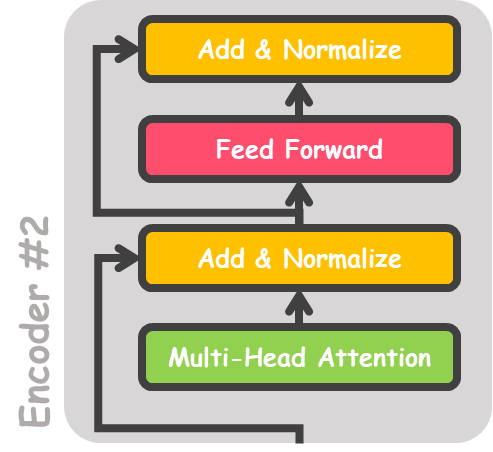 Add & Normalize
Feed Forward
Add & Normalize
Multi-Head Attention
Encoder #2